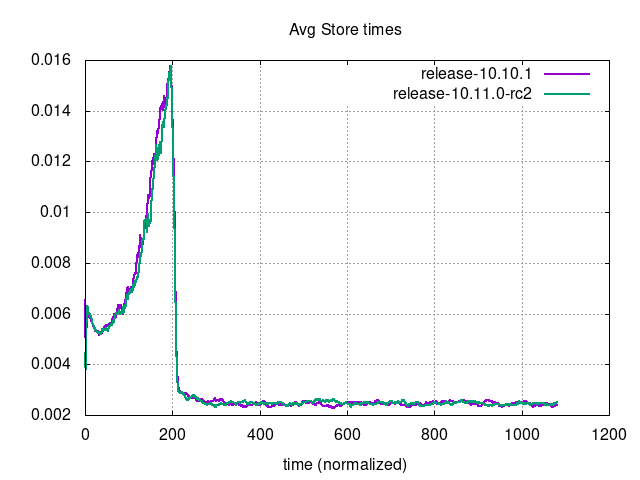 Avg Store times
release-10.10.1
release-10.11.0-rc2
0.016
0.014
0.012
0.01
0.008
0.006
0.004
0.002
0 200 400 600 800 1000 1200
time (normalized)